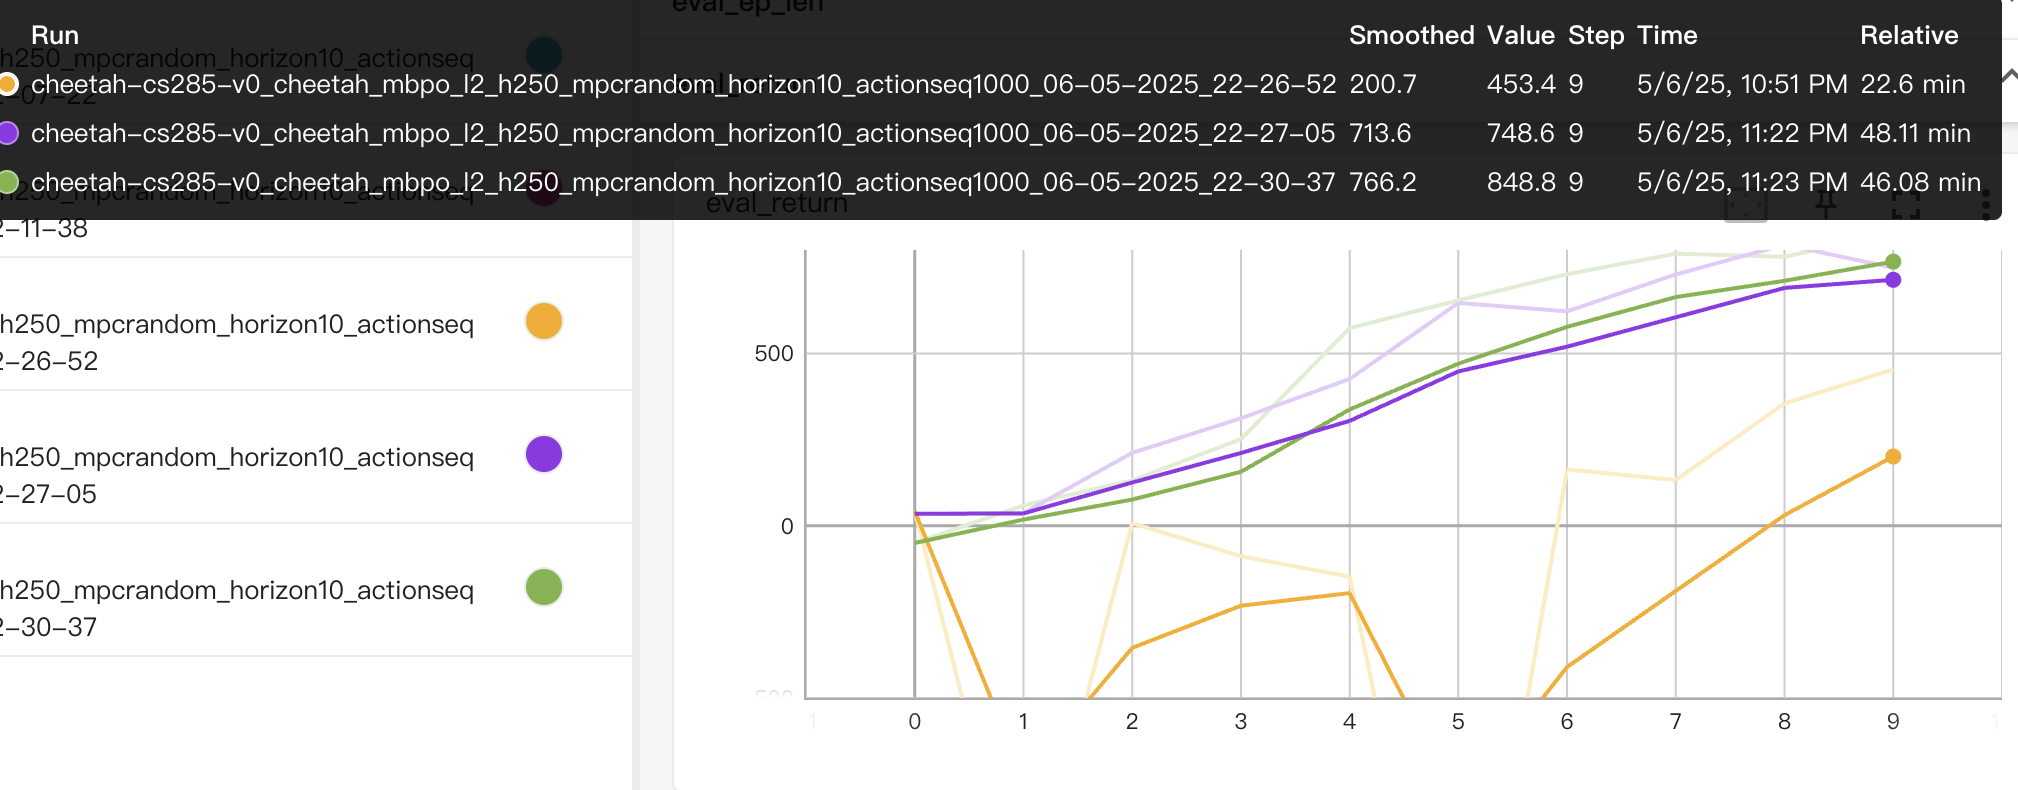 eval_ep_len
Run Smoothed Value Step Time Relative
h250_mpcrandom_horizon10_actionseq
2-07-22
cheetah-cs285-v0_cheetah_mbpo_l2_h250_mpcrandom_horizon10_actionseq1000_06-05-2025_22-26-52 200.7 453.4 9 5/6/25, 10:51 PM 22.6 min
cheetah-cs285-v0_cheetah_mbpo_l2_h250_mpcrandom_horizon10_actionseq1000_06-05-2025_22-27-05 713.6 748.6 9 5/6/25, 11:22 PM 48.11 min
cheetah-cs285-v0_cheetah_mbpo_l2_h250_mpcrandom_horizon10_actionseq1000_06-05-2025_22-30-37 766.2 848.8 9 5/6/25, 11:23 PM 46.08 min
h250_mpcrandom_horizon10_actionseq
2-11-38
h250_mpcrandom_horizon10_actionseq
2-26-52
h250_mpcrandom_horizon10_actionseq
2-27-05
h250_mpcrandom_horizon10_actionseq
2-30-37
eval_return
500
0
500
1 0 1 2 3 4 5 6 7 8 9 1